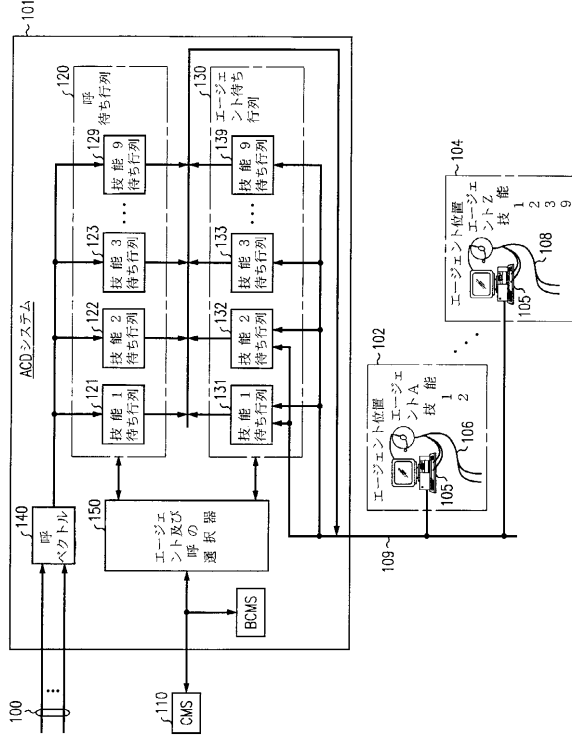 101
ACDシステム
120
呼
待ち行列
129
技能9
待ち行列
123
技能3
待ち行列
122
技能2
待ち行列
121
技能1
待ち行列
130
エージェ
ント待ち
行列
139
技能9
待ち行列
133
技能3
待ち行列
132
技能2
待ち行列
131
技能1
待ち行列
140
呼
ベクトル
150
エージェ
ント及び
呼の
選択器
BCMS
110
CMS
100
109
102
エージェント位置
エージェ
ントA
技能
1
2
105
106
104
エージェント位置
エージェ
ントZ
技能
1
2
3
9
105
108